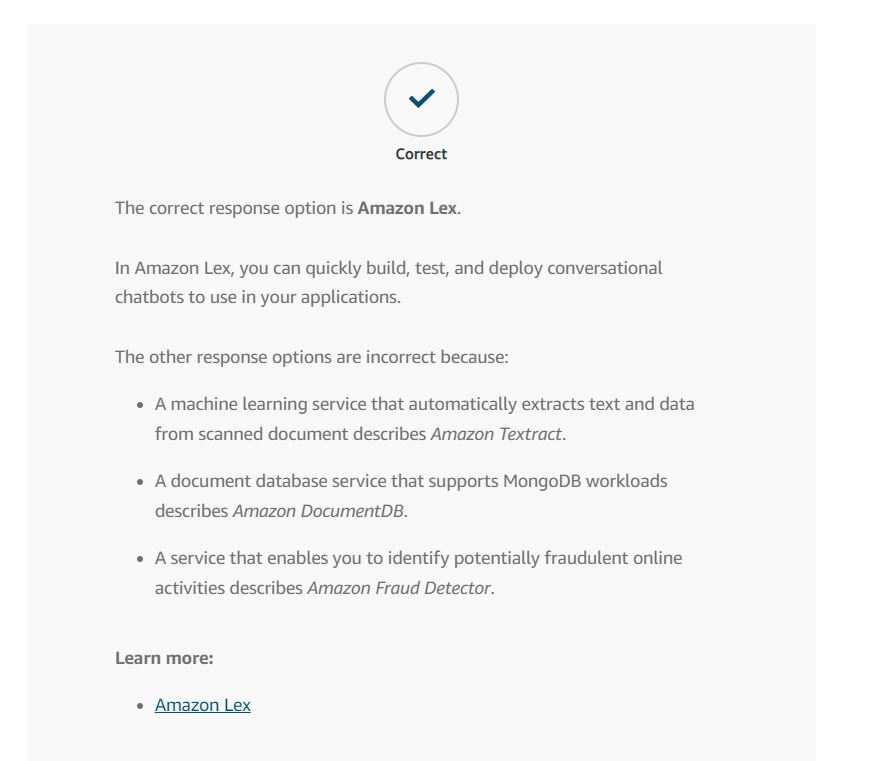 Correct
The correct response option is Amazon Lex.
In Amazon Lex, you can quickly build, test, and deploy conversational
chatbots to use in your applications.
The other response options are incorrect because:
• A machine learning service that automatically extracts text and data
from scanned document describes Amazon Textract.
• A document database service that supports MongoDB workloads
describes Amazon DocumentDB.
• A service that enables you to identify potentially fraudulent online
activities describes Amazon Fraud Detector.
Learn more:
• Amazon Lex